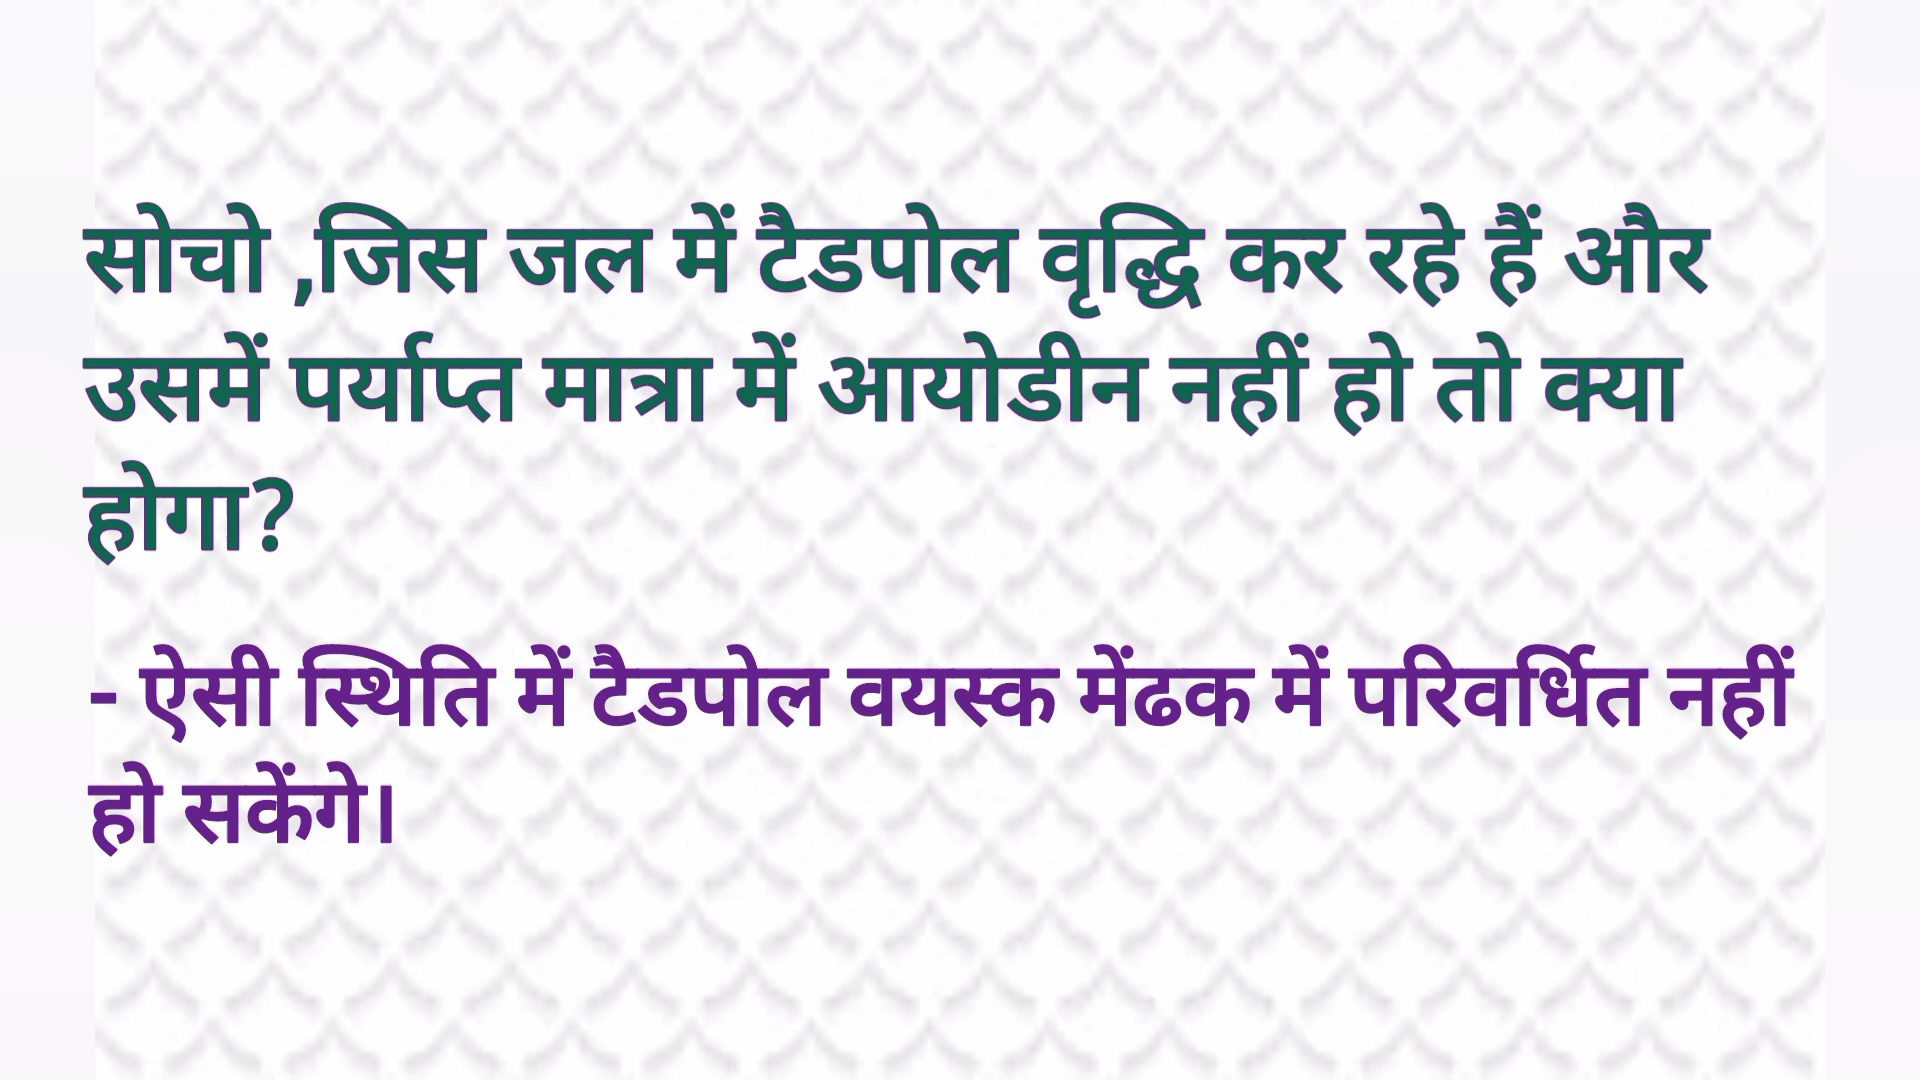 सोचो ,जिस जल में टैडपोल वृद्धि कर रहे हैं और
उसमें पर्याप्त मात्रा में आयोडीन नहीं हो तो क्या
होगा?
- ऐसी स्थिति में टैडपोल वयस्क मेंढक में परिवर्धित नहीं
हो सकेंगे।